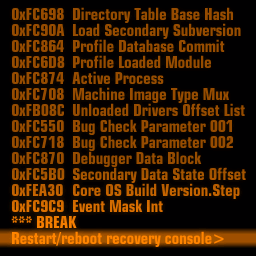 0xFC698 Directory Table Base Hash
0xFC90A Load Secondary Subversion
0xFC864 Profile Database Commit
0xFC6D8 Profile Loaded Module
0xFC874 Active Process
0xFC708 Machine Image Type Mux
0xFB08C Unloaded Drivers Offset List
0xFC550 Bug Check Parameter 001
0xFC718 Bug Check Parameter 002
0xFC870 Debugger Data Block
0xFC5B0 Secondary Data State Offset
0xFEA30 Core OS Build Version.Step
0xFC9C9 Event Mask Int
*** BREAK
Restart/reboot recovery console>